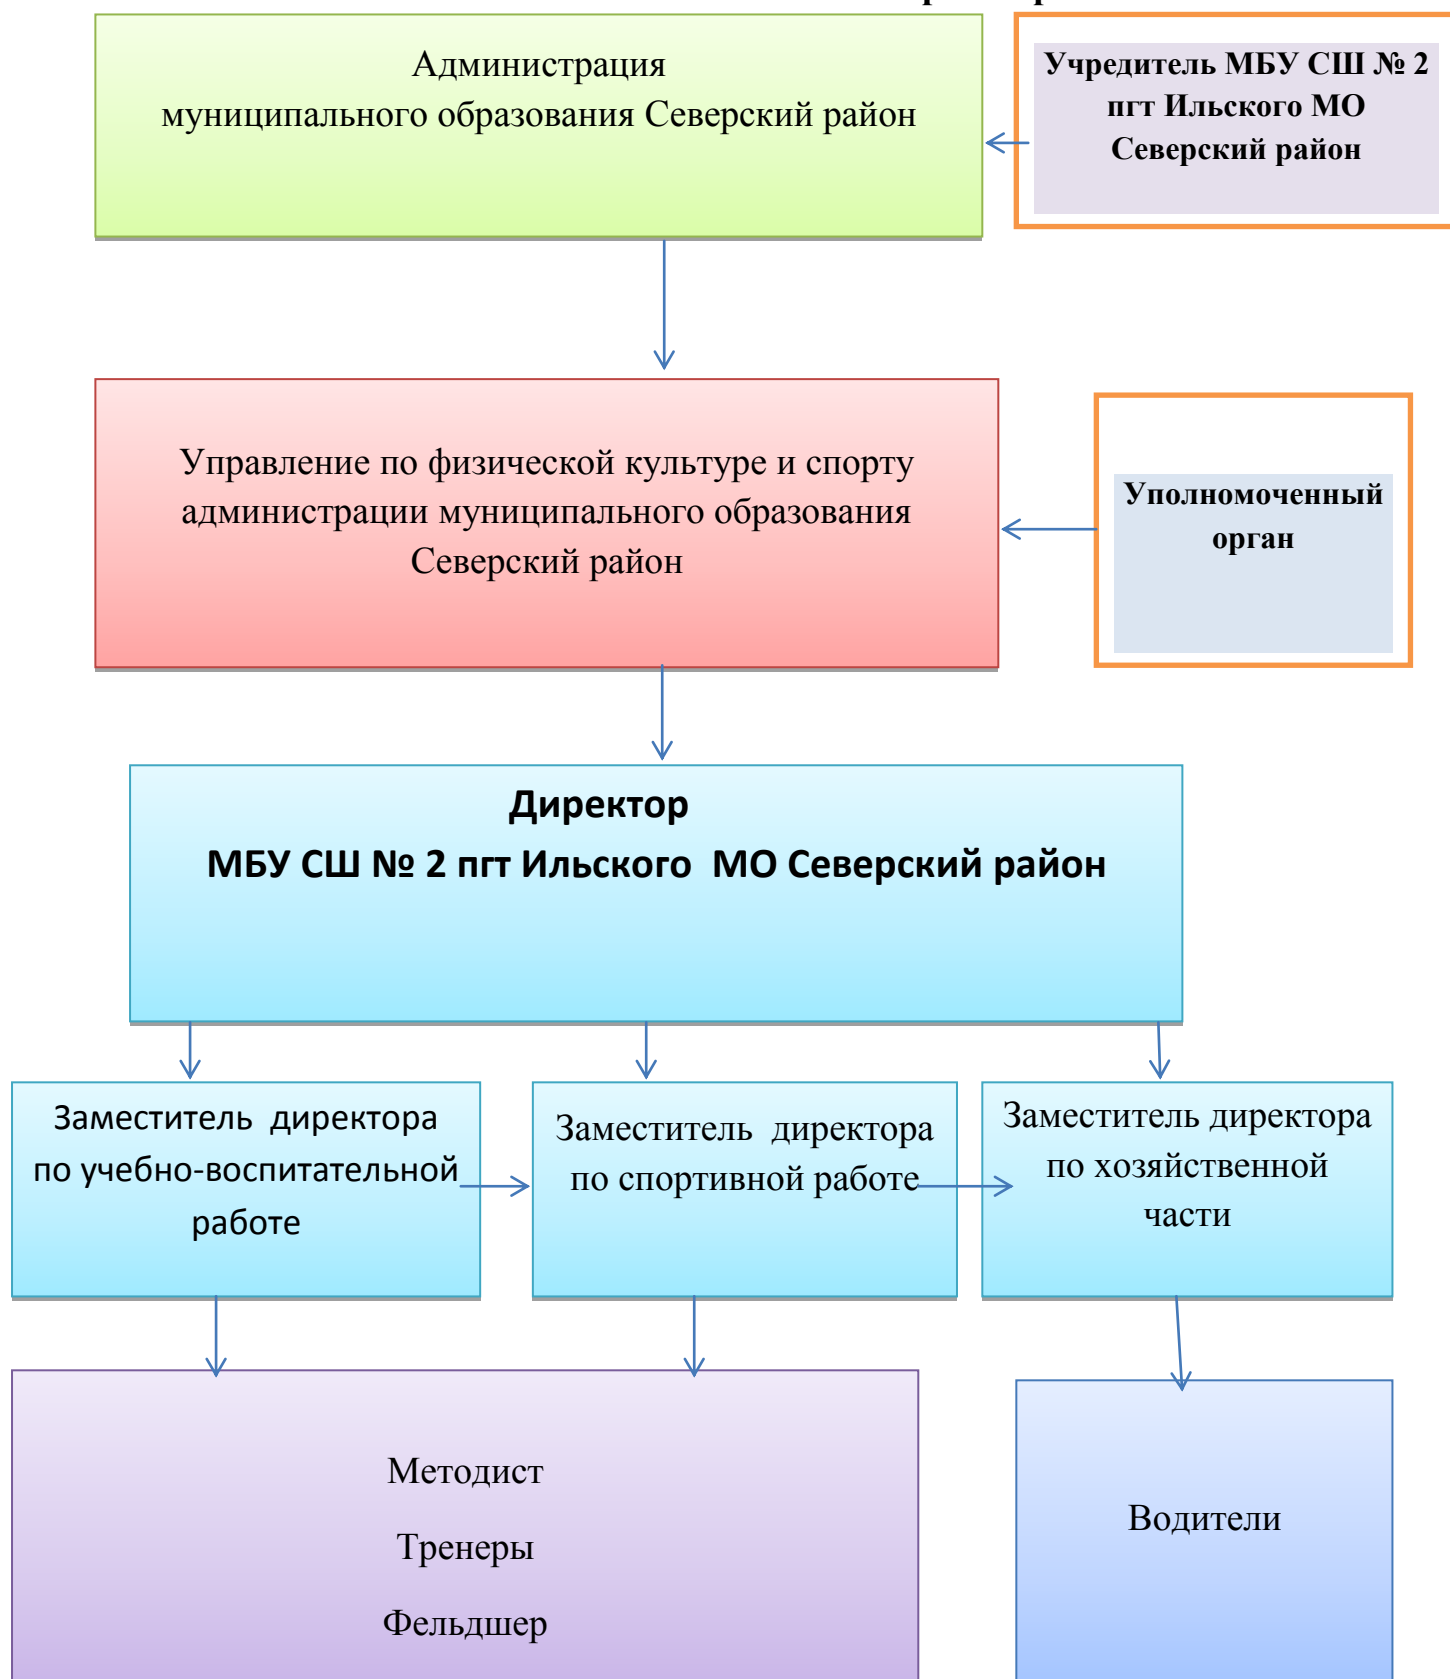 Администрация
муниципального образования Северский район
Учредитель МБУ СШ № 2
пгт Ильского МО
Северский район
Управление по физической культуре и спорту
администрации муниципального образования
Северский район
Уполномоченный
орган
Директор
МБУ СШ № 2 пгт Ильского МО Северский район
Заместитель директора
по учебно-воспитательной
работе
Заместитель директора
по спортивной работе
Заместитель директора
по хозяйственной
части
Методист
Тренеры
Фельдшер
Водители